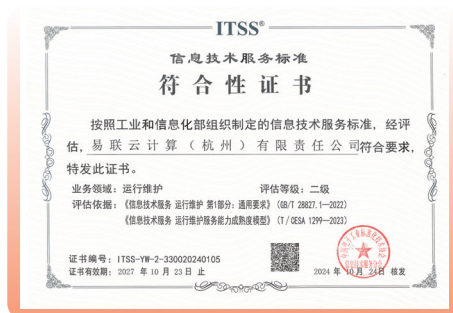 ITSS®
信息技术服务标准
符合性证书
按照工业和信息化部组织制定的信息技术服务标准，经评
估，易联云计算（杭州）有限责任公司符合要求，
特发此证书。
业务领域：运行维护 评估等级：二级
评估依据：《信息技术服务 运行维护 第1部分：通用要求》（GB/T 28827.1—2022）
《信息技术服务 运行维护服务能力成熟度模型》（T/CESA 1299—2023）
证书编号：ITSS-YW-2-330020240105
证书有效期：2027 年 10 月 23 日 止 2024 年 10 月 24日 核发